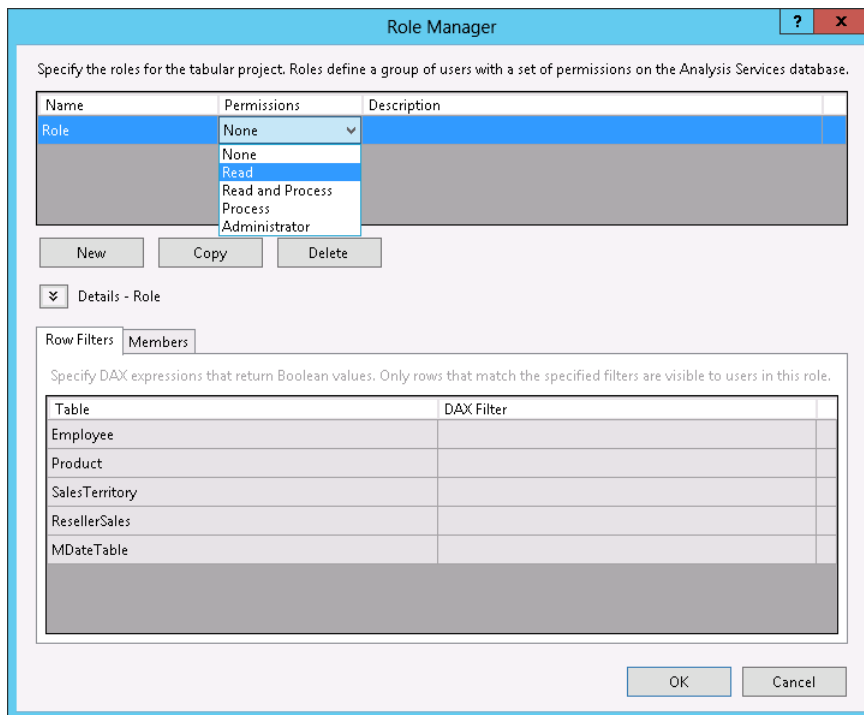 Role Manager
?
x
Specify the roles for the tabular project. Roles define a group of users with a set of permissions on the Analysis Services database.
Name Permissions Description
Role None
None
Read
Read and Process
Process
Administrator
New Copy Delete
Details - Role
Row Filters Members
Specify DAX expressions that return Boolean values. Only rows that match the specified filters are visible to users in this role.
Table DAX Filter
Employee
Product
SalesTerritory
ResellerSales
MDateTable
OK Cancel